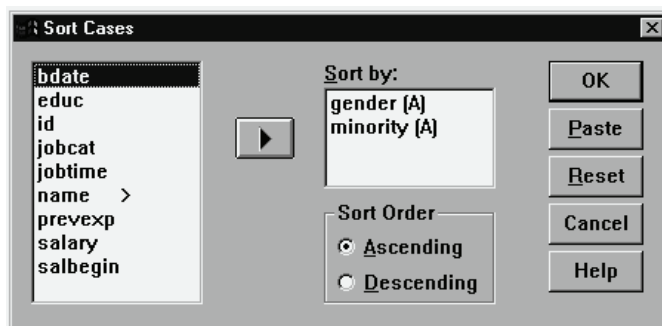 Sort Cases
bdate
educ
id
jobcat
jobtime
name >
prevexp
salary
salbegin
Sort by:
gender (A)
minority (A)
Sort Order
Ascending
Descending
OK
Paste
Reset
Cancel
Help